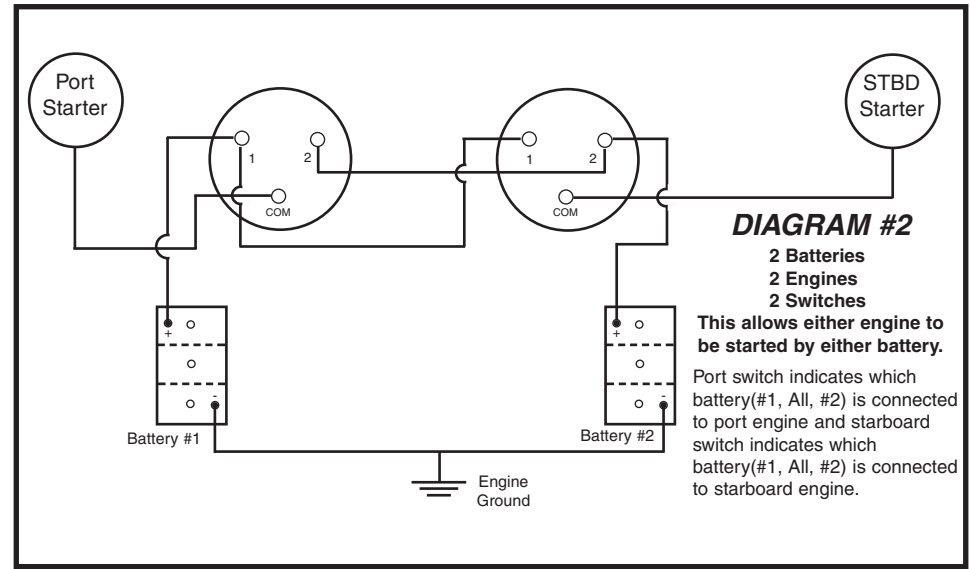 Port
Starter
STBD
Starter
1
2
COM
1
2
COM
DIAGRAM #2
2 Batteries
2 Engines
2 Switches
This allows either engine to
be started by either battery.
Port switch indicates which
battery(#1, All, #2) is connected
to port engine and starboard
switch indicates which
battery(#1, All, #2) is connected
to starboard engine.
+
-
Battery #1
+
-
Battery #2
Engine
Ground